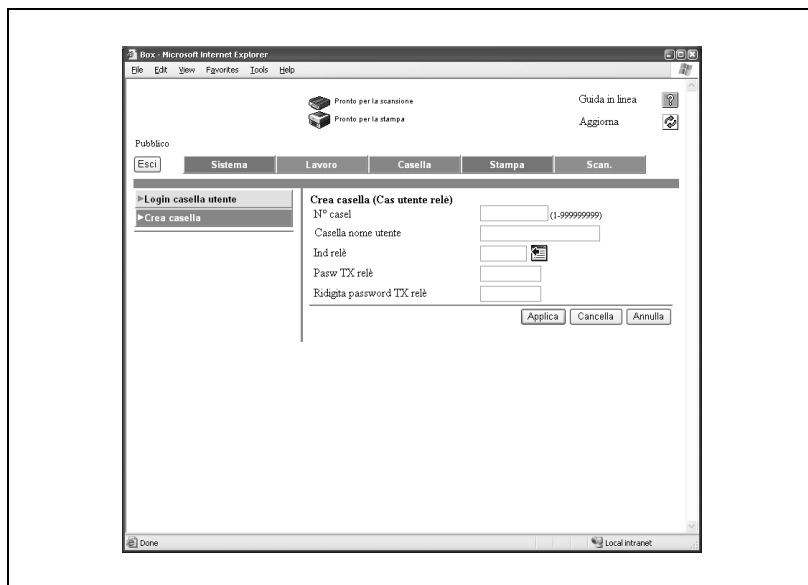 Box - Microsoft Internet Explorer
File Edit View Favorites Tools Help
Pronto per la scansione
Guida in linea ?
Pronto per la stampa
Aggiorna
Pubblico
Esci Sistema Lavoro Casella Stampa Scan.
Login casella utente
Crea casella
Crea casella (Cas utente relè)
N° casel (1-999999999)
Casella nome utente
Ind relè
Pasw TX relè
Ridigita password TX relè
Applica Cancella Annulla
Done Local intranet